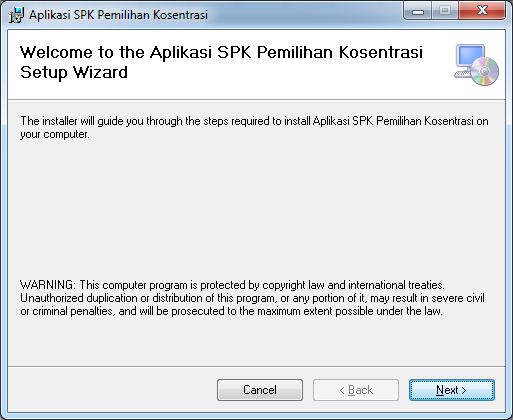 Aplikasi SPK Pemilihan Kosentrasi
Welcome to the Aplikasi SPK Pemilihan Kosentrasi
Setup Wizard
The installer will guide you through the steps required to install Aplikasi SPK Pemilihan Kosentrasi on
your computer.
WARNING: This computer program is protected by copyright law and international treaties.
Unauthorized duplication or distribution of this program, or any portion of it, may result in severe civil
or criminal penalties, and will be prosecuted to the maximum extent possible under the law.
Cancel
< Back
Next >